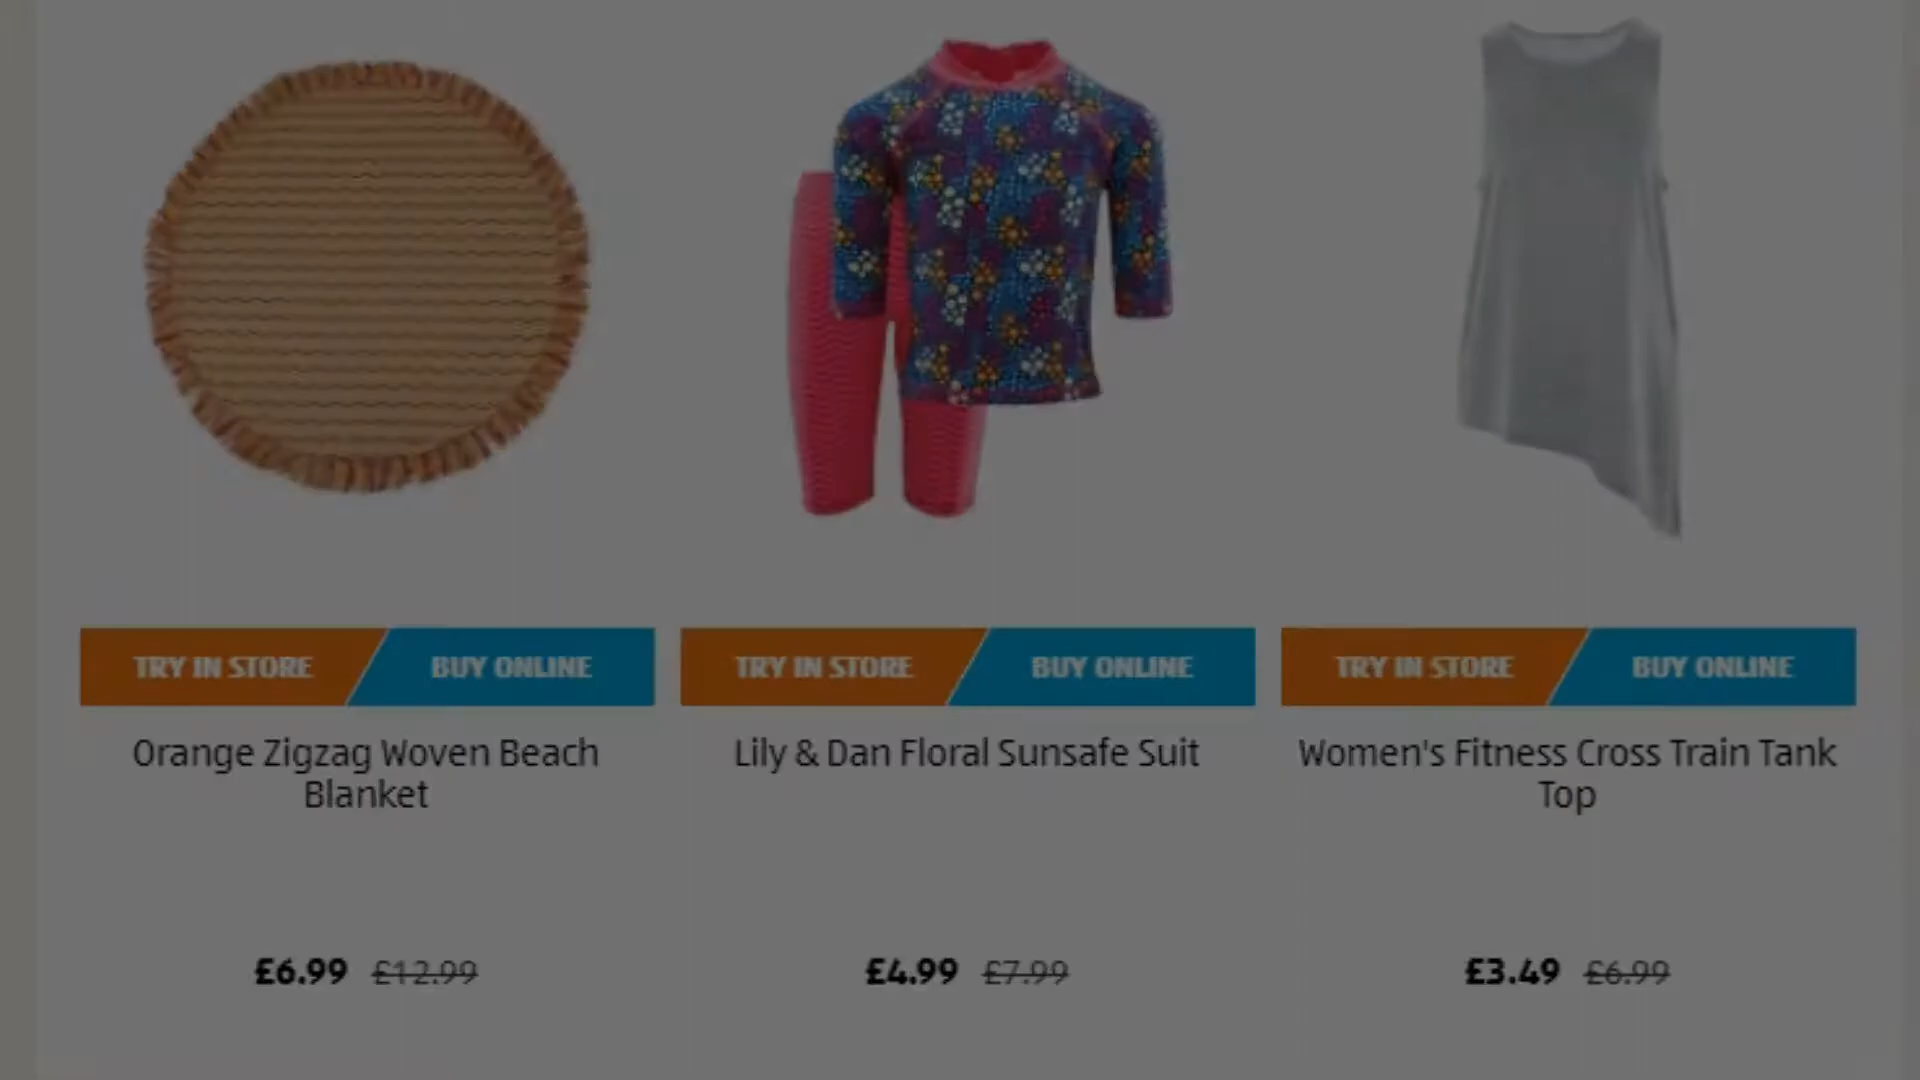 TRY IN STORE BUY ONLINE
TRY IN STORE BUY ONLINE
TRY IN STORE BUY ONLINE
Orange Zigzag Woven Beach
Blanket
Lily & Dan Floral Sunsafe Suit
Women's Fitness Cross Train Tank
Top
£6.99 £12.99
£4.99 £7.99
£3.49 £6.99